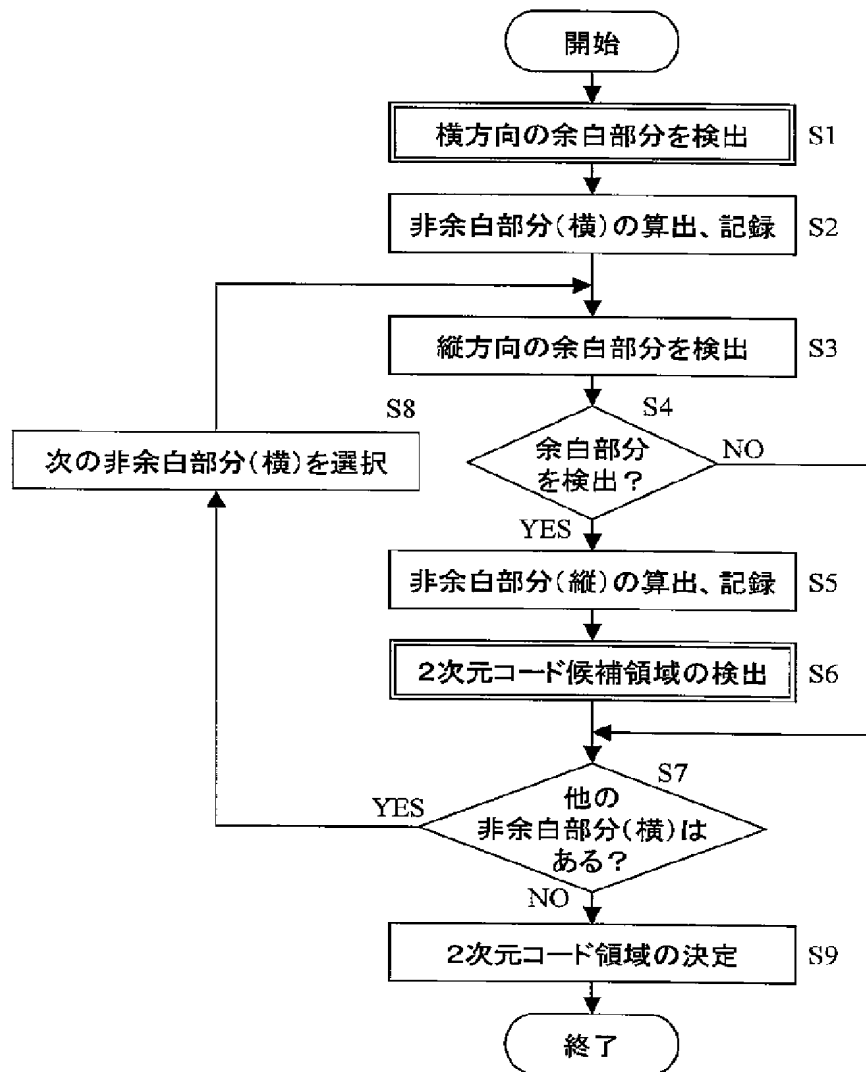 開始
横方向の余白部分を検出 S1
非余白部分(横)の算出、記録 S2
縦方向の余白部分を検出 S3
S8
次の非余白部分(横)を選択
S4
余白部分
を検出?
NO
YES
非余白部分(縦)の算出、記録 S5
2次元コード候補領域の検出 S6
S7
他の
非余白部分(横)は
ある?
YES
NO
2次元コード領域の決定 S9
終了